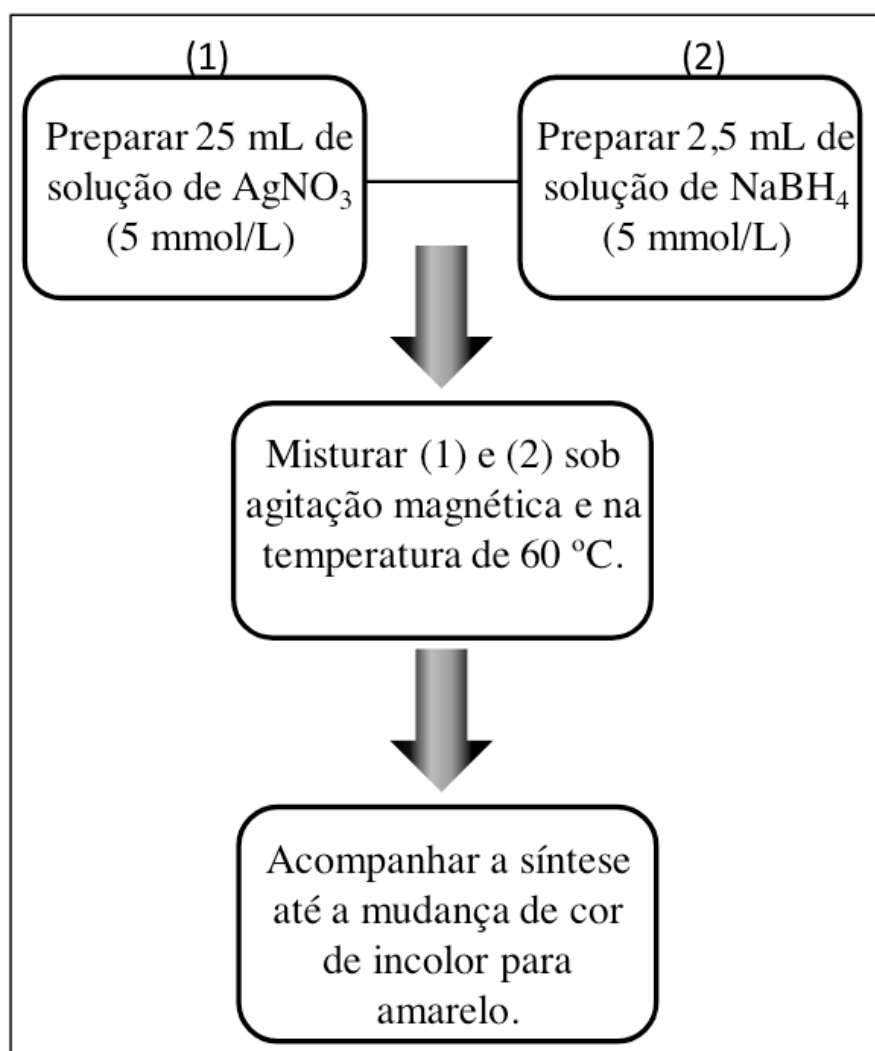 (1)
Preparar 25 mL de
solução de AgNO₃
(5 mmol/L)
(2)
Preparar 2,5 mL de
solução de NaBH₄
(5 mmol/L)
Misturar (1) e (2) sob
agitação magnética e na
temperatura de 60 ºC.
Acompanhar a síntese
até a mudança de cor
de incolor para
amarelo.